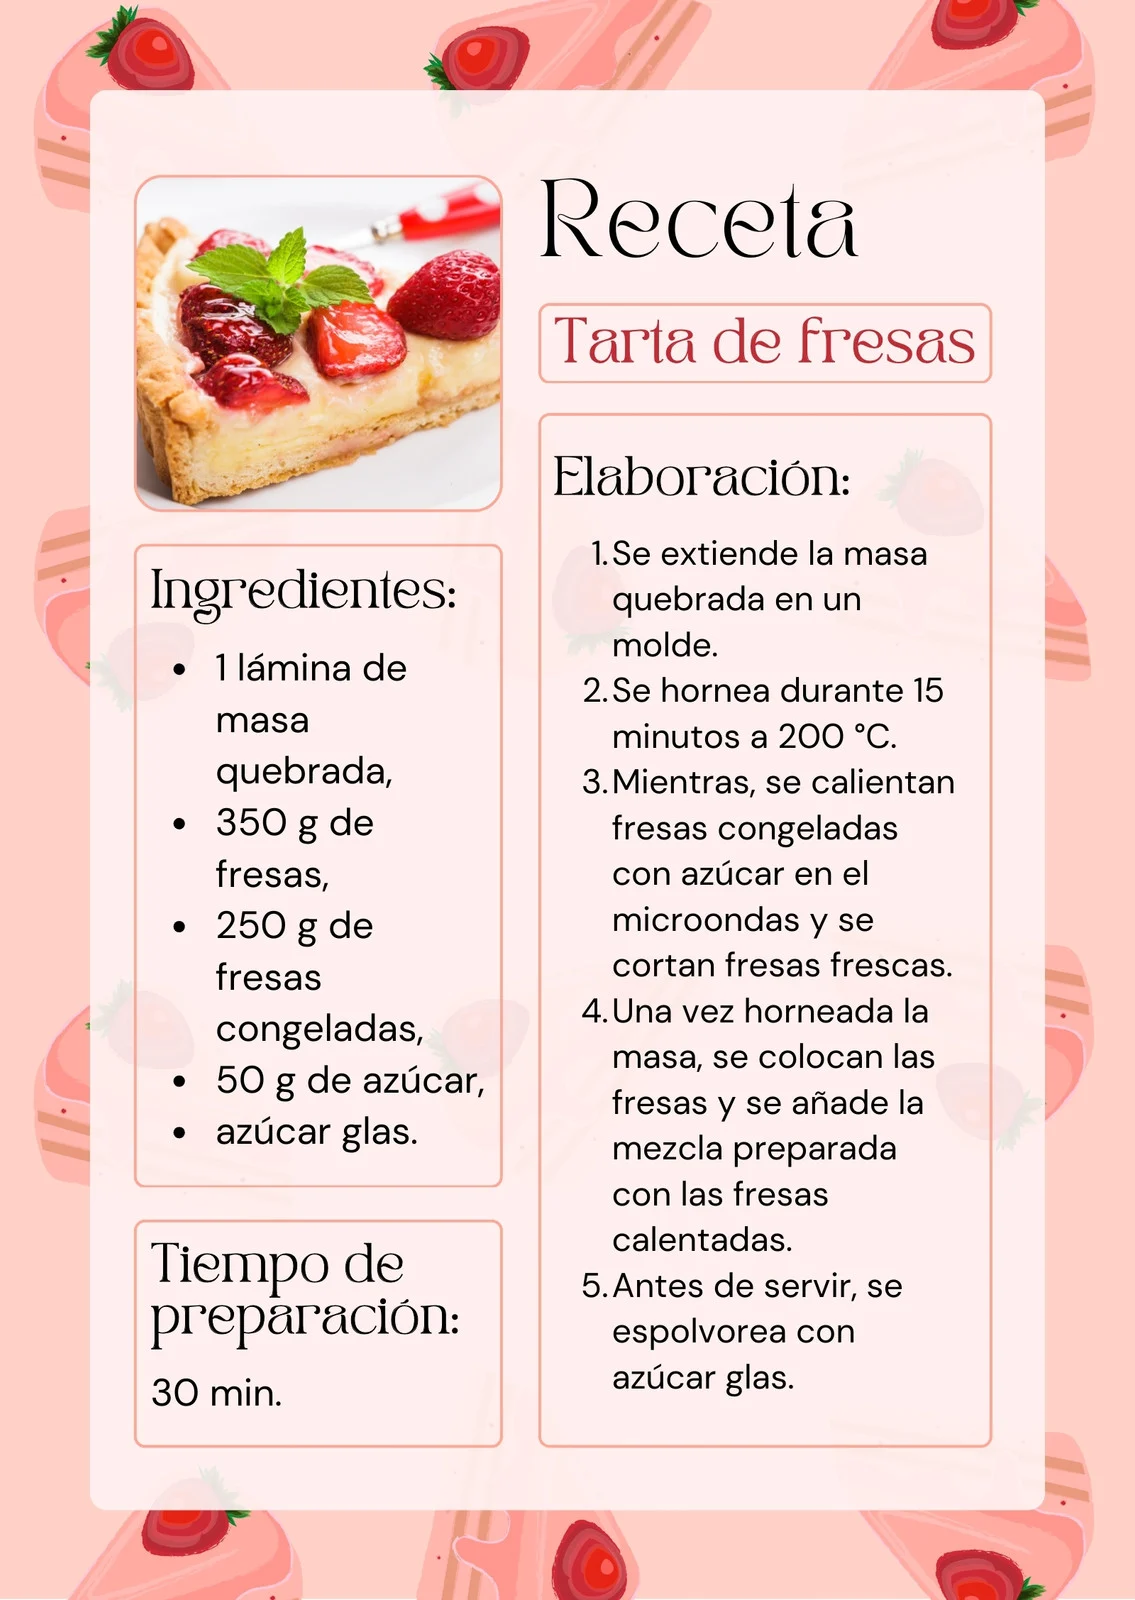 Receta
Tarta de fresas
Ingredientes:
• 1 lámina de
masa
quebrada,
• 350 g de
fresas,
• 250 g de
fresas
congeladas,
• 50 g de azúcar,
• azúcar glas.
Tiempo de
preparación:
30 min.
Elaboración:
1. Se extiende la masa
quebrada en un
molde.
2. Se hornea durante 15
minutos a 200 °C.
3. Mientras, se calientan
fresas congeladas
con azúcar en el
microondas y se
cortan fresas frescas.
4. Una vez horneada la
masa, se colocan las
fresas y se añade la
mezcla preparada
con las fresas
calentadas.
5. Antes de servir, se
espolvorea con
azúcar glas.